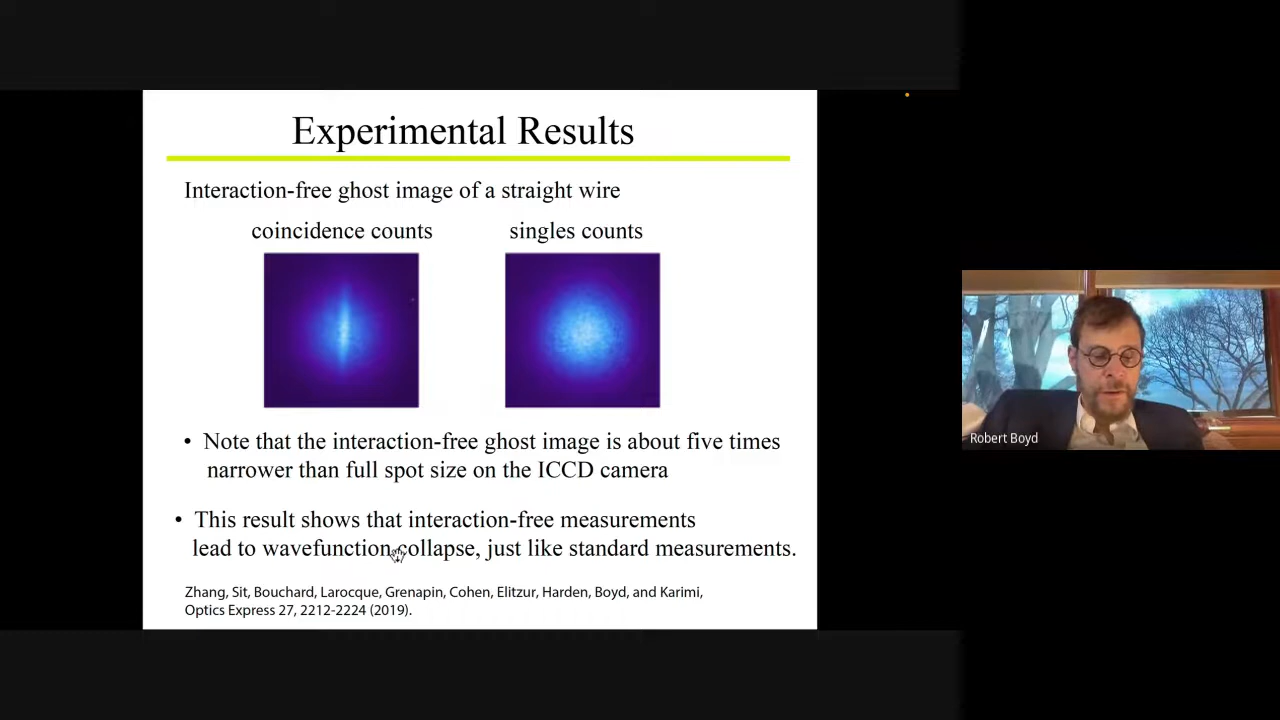 Experimental Results
Interaction-free ghost image of a straight wire
coincidence counts
singles counts
• Note that the interaction-free ghost image is about five times
narrower than full spot size on the ICCD camera
• This result shows that interaction-free measurements
lead to wavefunction collapse, just like standard measurements.
Zhang, Sit, Bouchard, Larocque, Grenapin, Cohen, Elitzur, Harden, Boyd, and Karimi,
Optics Express 27, 2212-2224 (2019).
Robert Boyd